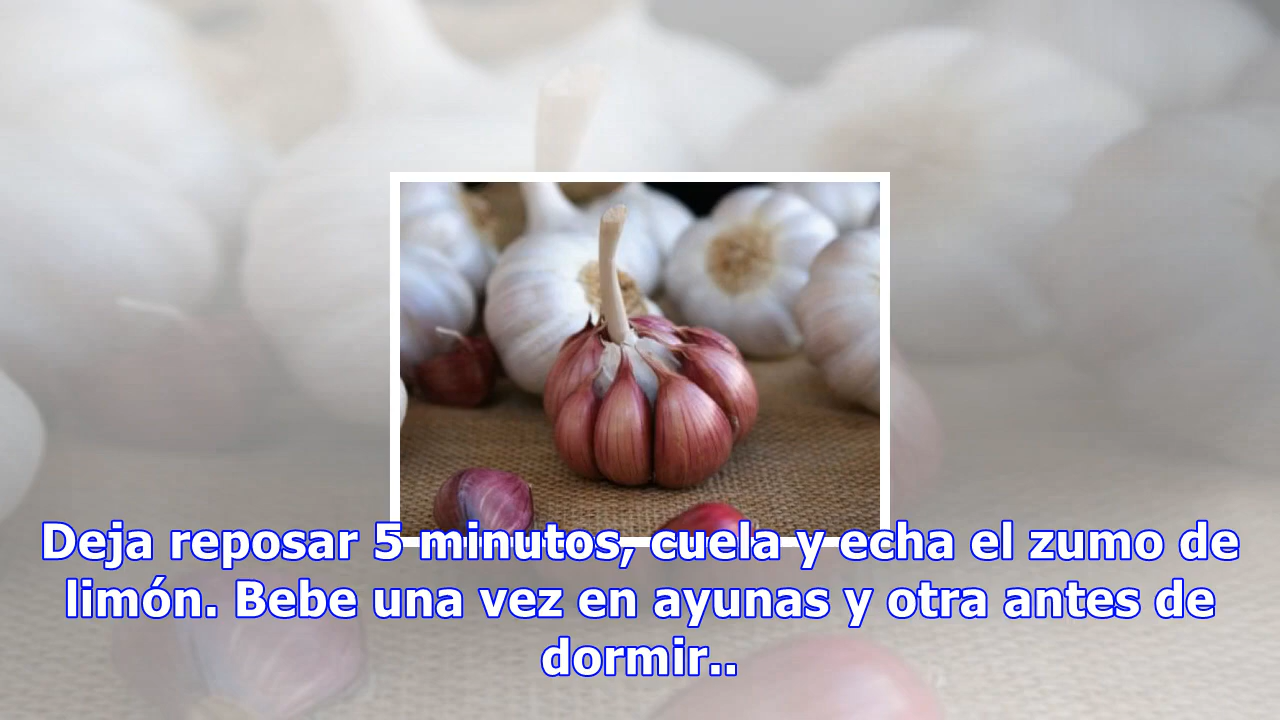 Deja reposar 5 minutos, cuela y echa el zumo de
limón. Bebe una vez en ayunas y otra antes de
dormir..